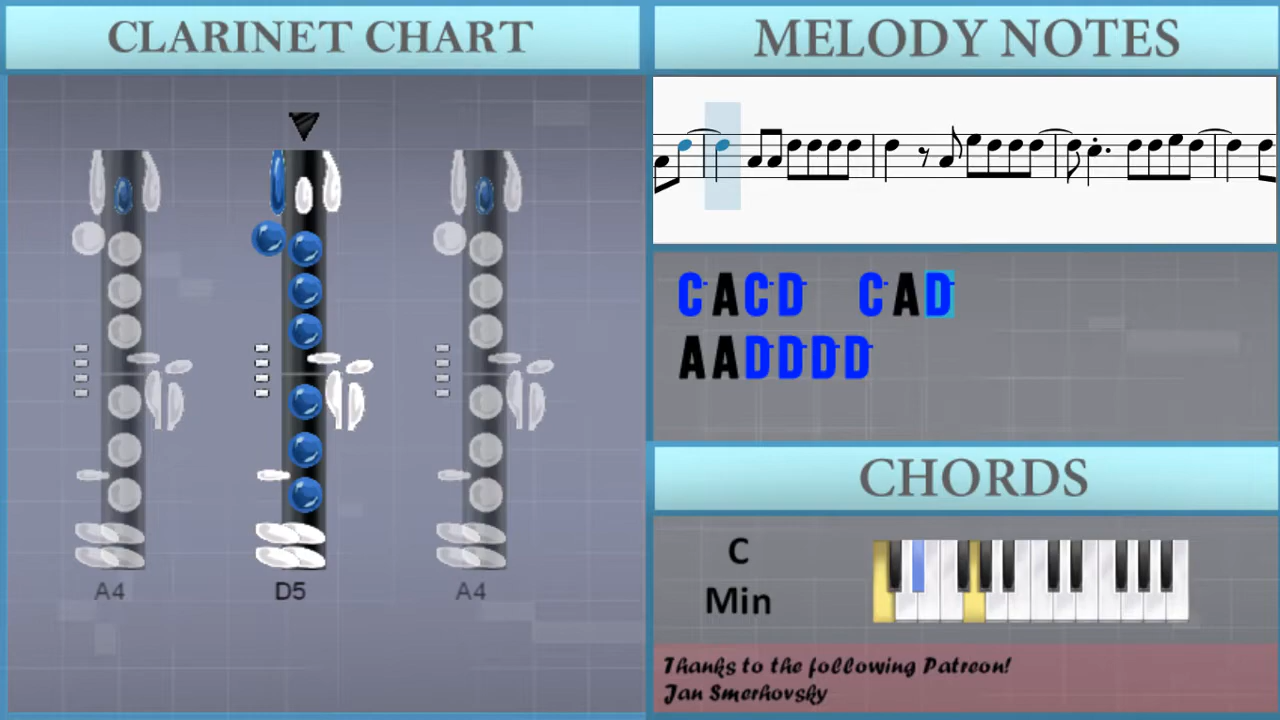 CLARINET CHART
A4
D5
A4
MELODY NOTES
CACD CAD
AADDDD
CHORDS
C
Min
Thanks to the following Patreon!
Jan Smerhovsky